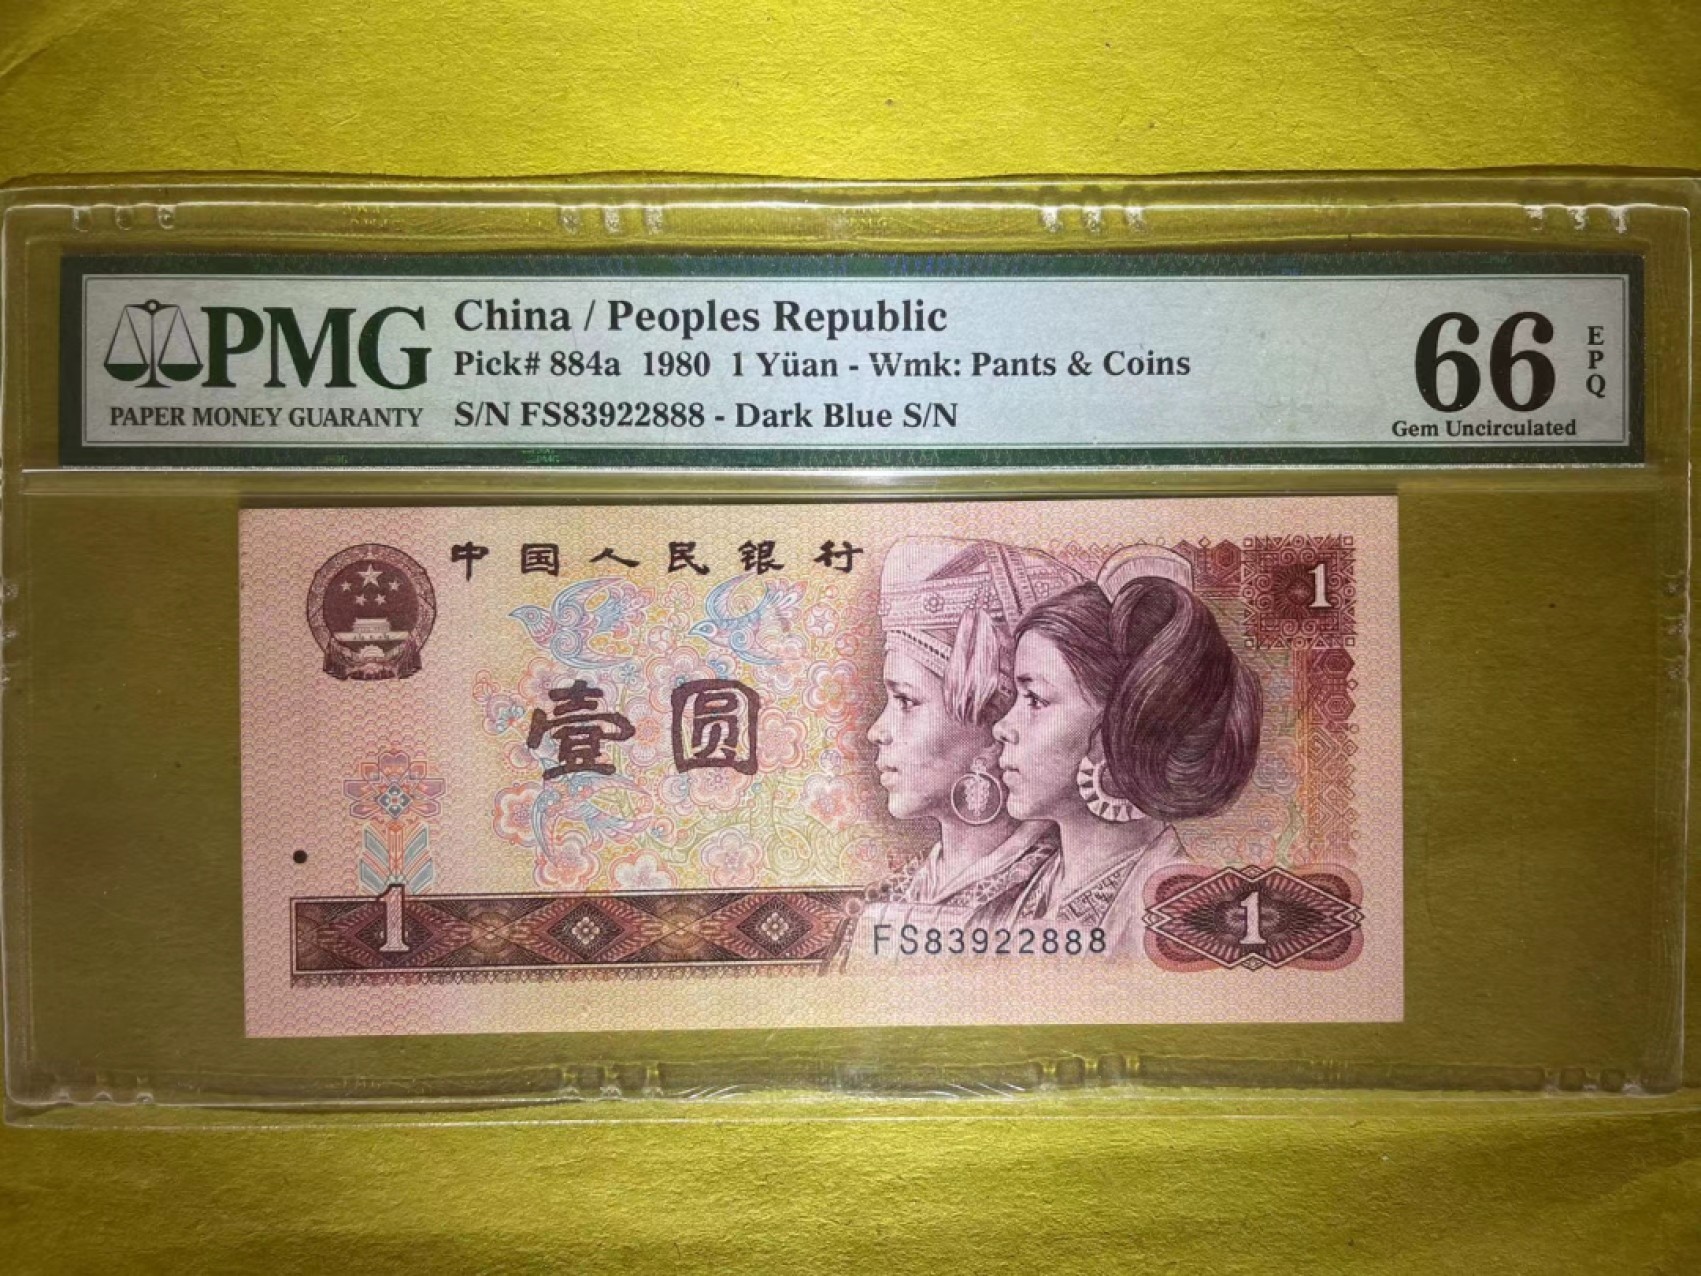 PMG
PAPER MONEY GUARANTY
China / Peoples Republic
Pick# 884a 1980 1 Yüan - Wmk: Pants & Coins
S/N FS83922888 - Dark Blue S/N
66
EPQ
Gem Uncirculated
中国人民银行
1
壹圆
1
FS83922888
1